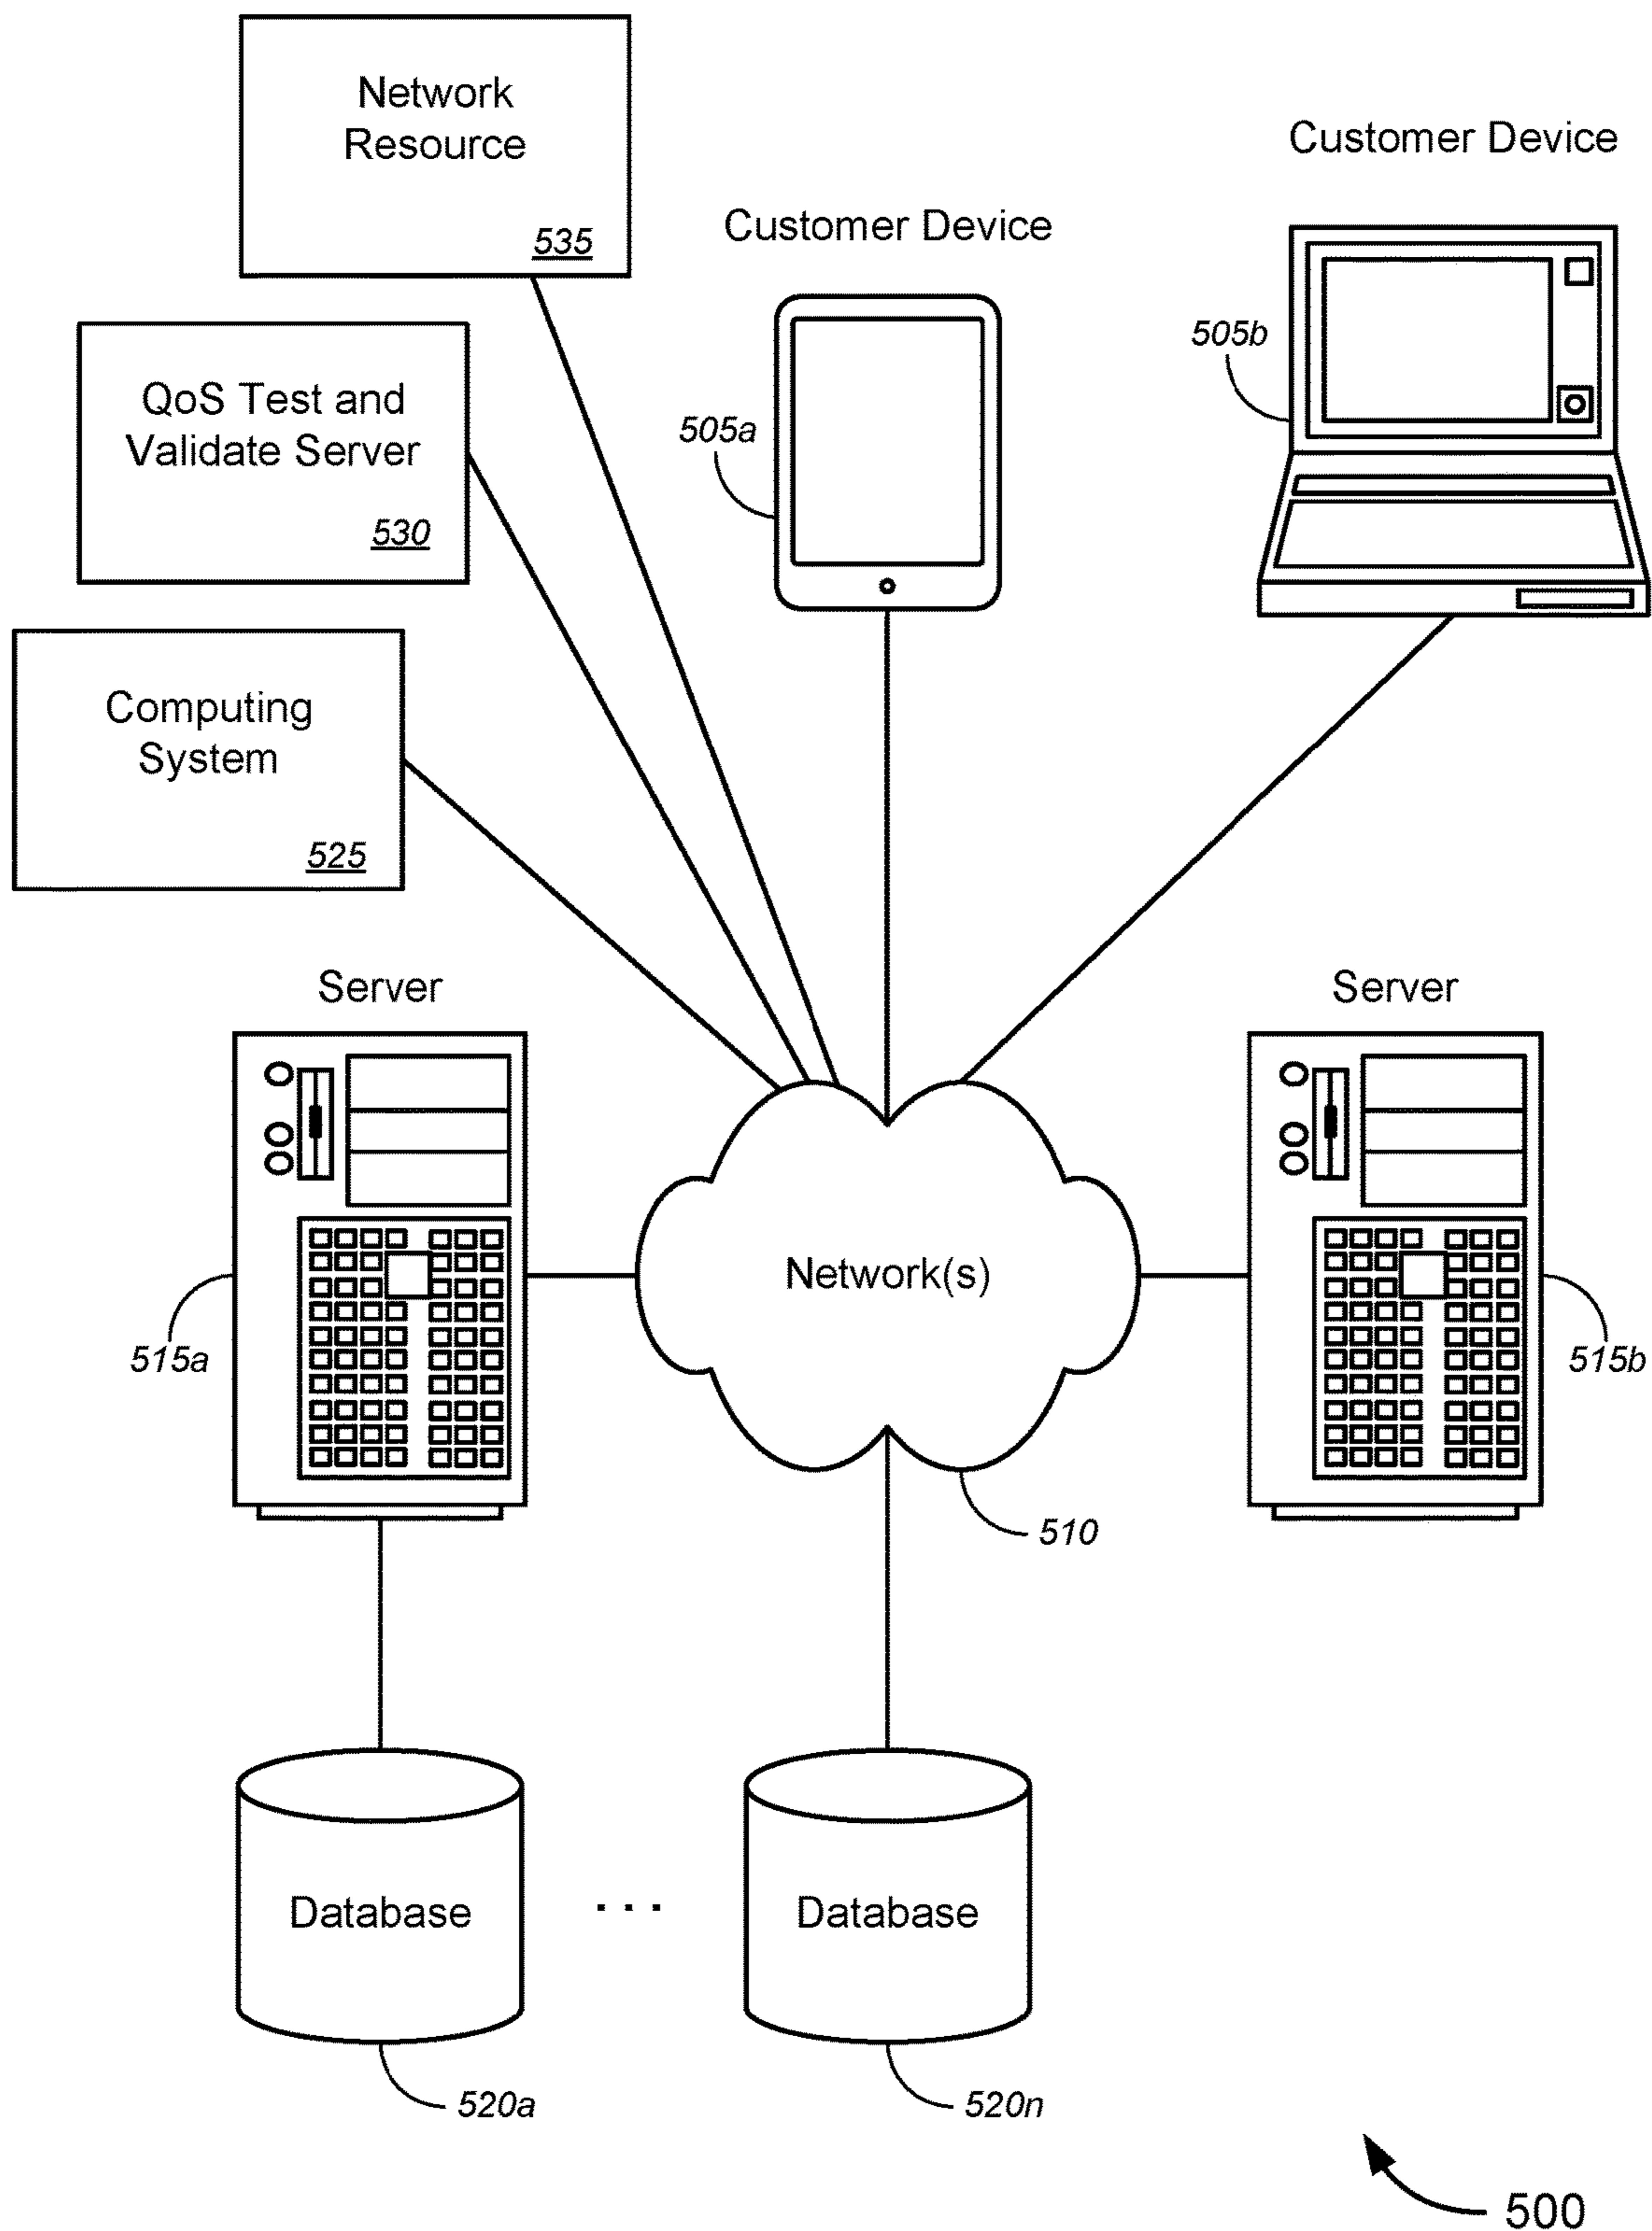 Network
Resource
535
Customer Device
Customer Device
QoS Test and
Validate Server
530
505a
505b
Computing
System
525
Server
Server
Network(s)
515a
515b
510
Database
. . .
Database
520a
520n
500